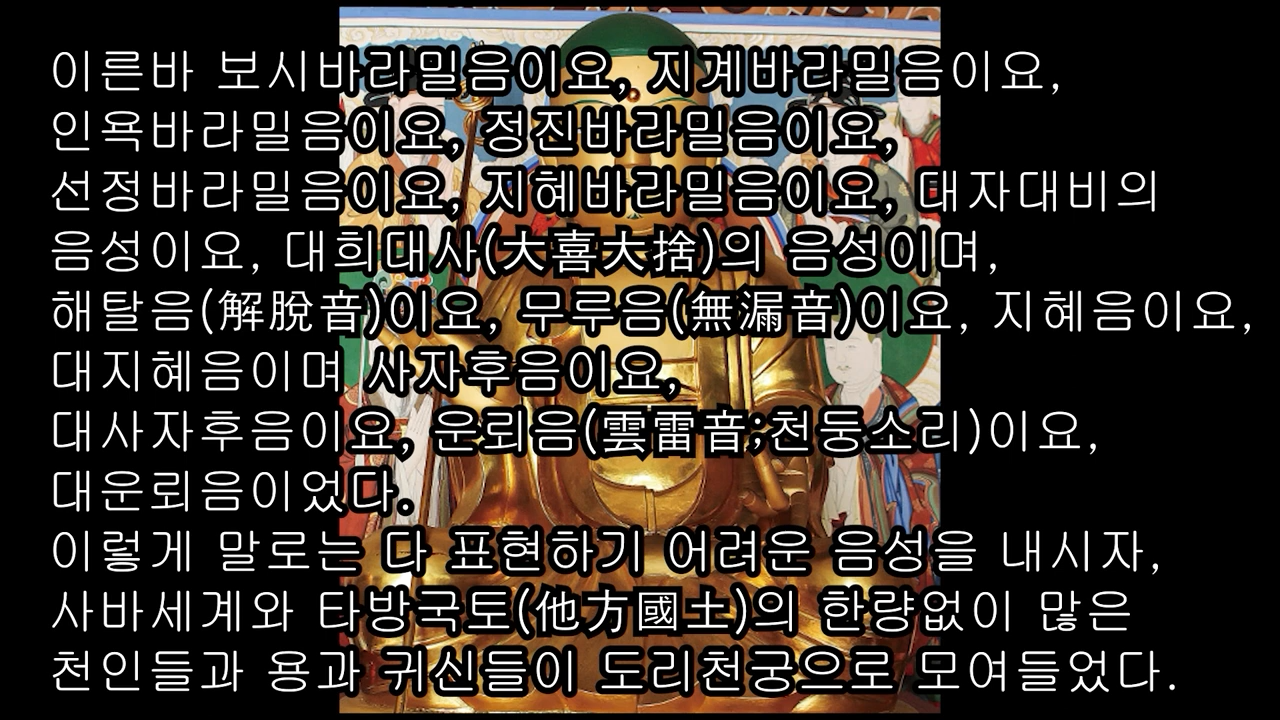 이른바 보시바라밀음이요, 지계바라밀음이요,
인욕바라밀음이요, 정진바라밀음이요,
선정바라밀음이요, 지혜바라밀음이요, 대자대비의
음성이요, 대희대사(大喜大捨)의 음성이며,
해탈음(解脫音)이요, 무루음(無漏音)이요, 지혜음이요,
대지혜음이며 사자후음이요,
대사자후음이요, 운뢰음(雲雷音;천둥소리)이요,
대운뢰음이었다.
이렇게 말로는 다 표현하기 어려운 음성을 내시자,
사바세계와 타방국토(他方國土)의 한량없이 많은
천인들과 용과 귀신들이 도리천궁으로 모여들었다.